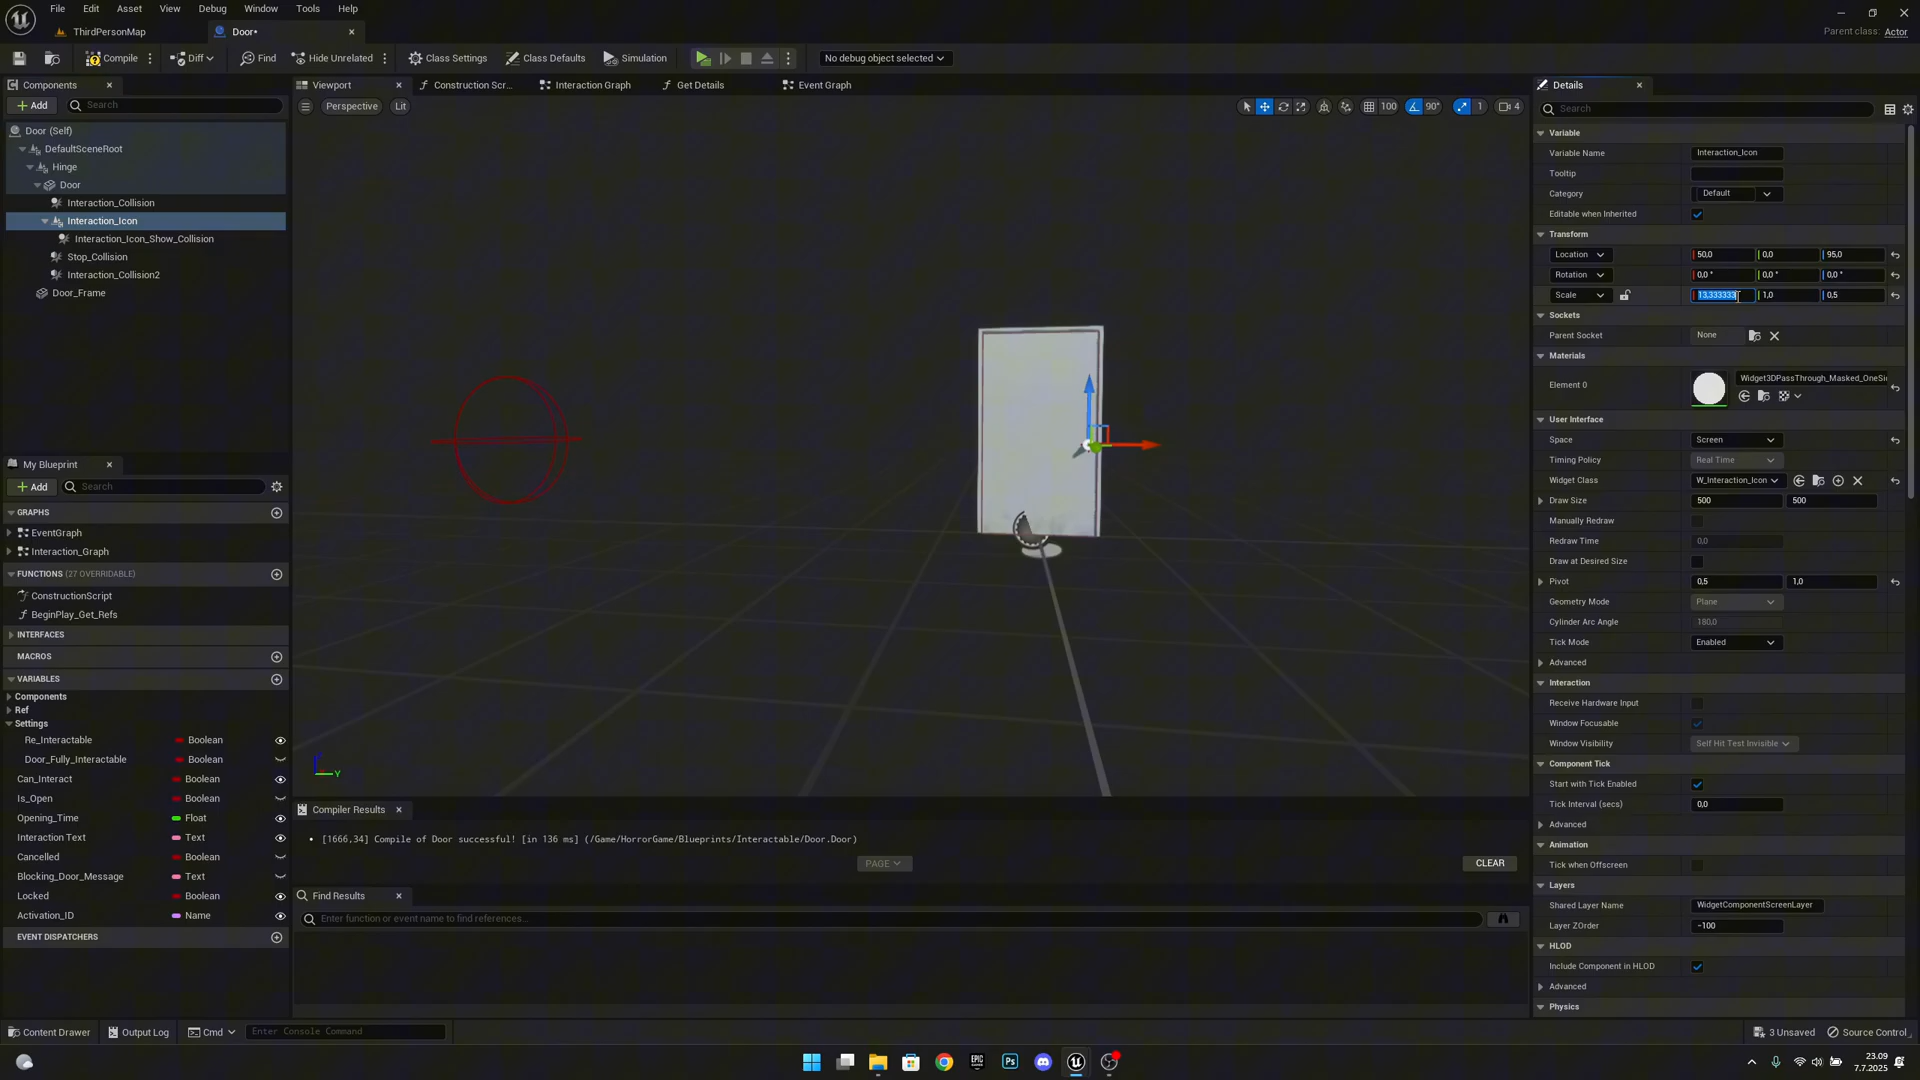 File Edit Asset View Debug Window Tools Help
ThirdPersonMap
Door*
Parent class: Actor
Compile
Diff
Find
Hide Unrelated
Class Settings
Class Defaults
Simulation
No debug object selected
Components
Add
Search
Door (Self)
DefaultSceneRoot
Hinge
Door
Interaction_Collision
Interaction_Icon
Interaction_Icon_Show_Collision
Stop_Collision
Interaction_Collision2
Door_Frame
My Blueprint
Add
Search
GRAPHS
EventGraph
Interaction_Graph
FUNCTIONS (27 OVERRIDABLE)
ConstructionScript
BeginPlay_Get_Refs
INTERFACES
MACROS
VARIABLES
Components
Ref
Settings
Re_Interactable Boolean
Door_Fully_Interactable Boolean
Can_Interact Boolean
Is_Open Boolean
Opening_Time Float
Interaction Text Text
Cancelled Boolean
Blocking_Door_Message Text
Locked Boolean
Activation_ID Name
EVENT DISPATCHERS
Viewport
Construction Scr...
Interaction Graph
Get Details
Event Graph
Perspective
Lit
100
90°
1
4
Y
Compiler Results
[1666,34] Compile of Door successful! [in 136 ms] (/Game/HorrorGame/Blueprints/Interactable/Door.Door)
PAGE
CLEAR
Find Results
Enter function or event name to find references...
Details
Search
Variable
Variable Name Interaction_Icon
Tooltip
Category Default
Editable when Inherited
Transform
Location 50,0 0,0 95,0
Rotation 0,0 ° 0,0 ° 0,0 °
Scale 13,333333 1,0 0,5
Sockets
Parent Socket None
Materials
Element 0 Widget3DPassThrough_Masked_OneSi
User Interface
Space Screen
Timing Policy Real Time
Widget Class W_Interaction_Icon
Draw Size 500 500
Manually Redraw
Redraw Time 0,0
Draw at Desired Size
Pivot 0,5 1,0
Geometry Mode Plane
Cylinder Arc Angle 180,0
Tick Mode Enabled
Advanced
Interaction
Receive Hardware Input
Window Focusable
Window Visibility Self Hit Test Invisible
Component Tick
Start with Tick Enabled
Tick Interval (secs) 0,0
Advanced
Animation
Tick when Offscreen
Layers
Shared Layer Name WidgetComponentScreenLayer
Layer ZOrder -100
HLOD
Include Component in HLOD
Advanced
Physics
Content Drawer
Output Log
Cmd
Enter Console Command
3 Unsaved
Source Control
EPIC
Ps
23.09
7.7.2025